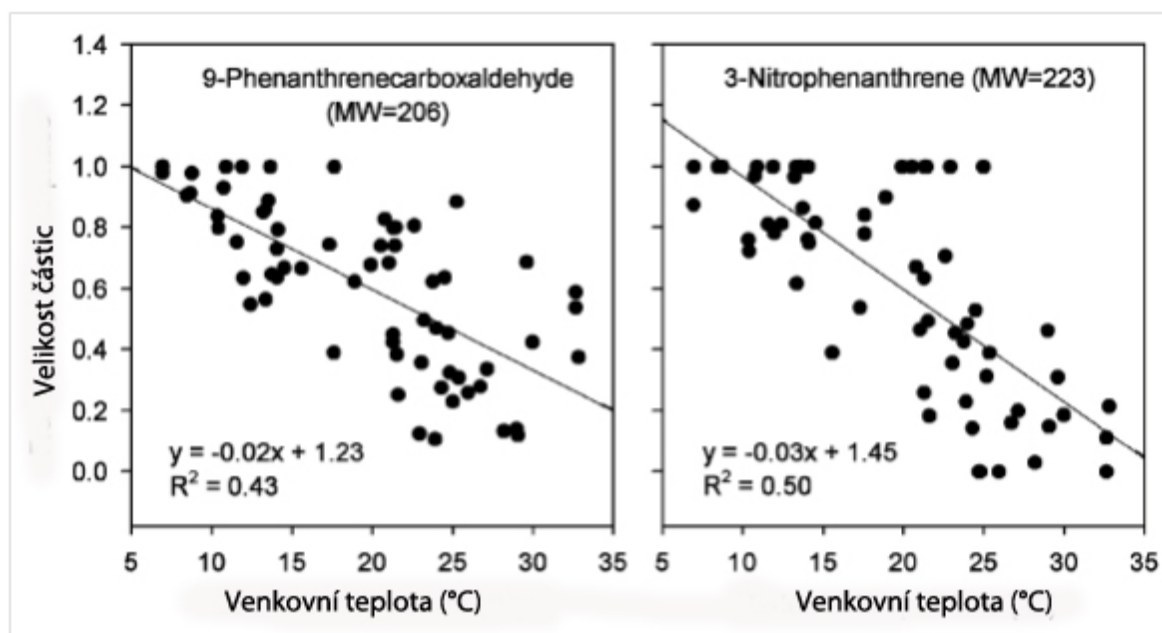 1.4
1.2
1.0
0.8
0.6
0.4
0.2
0.0
Velikost částic
9-Phenanthrenecarboxaldehyde
(MW=206)
y = -0.02x + 1.23
R² = 0.43
5 10 15 20 25 30 35
Venkovní teplota (°C)
3-Nitrophenanthrene (MW=223)
y = -0.03x + 1.45
R² = 0.50
5 10 15 20 25 30 35
Venkovní teplota (°C)